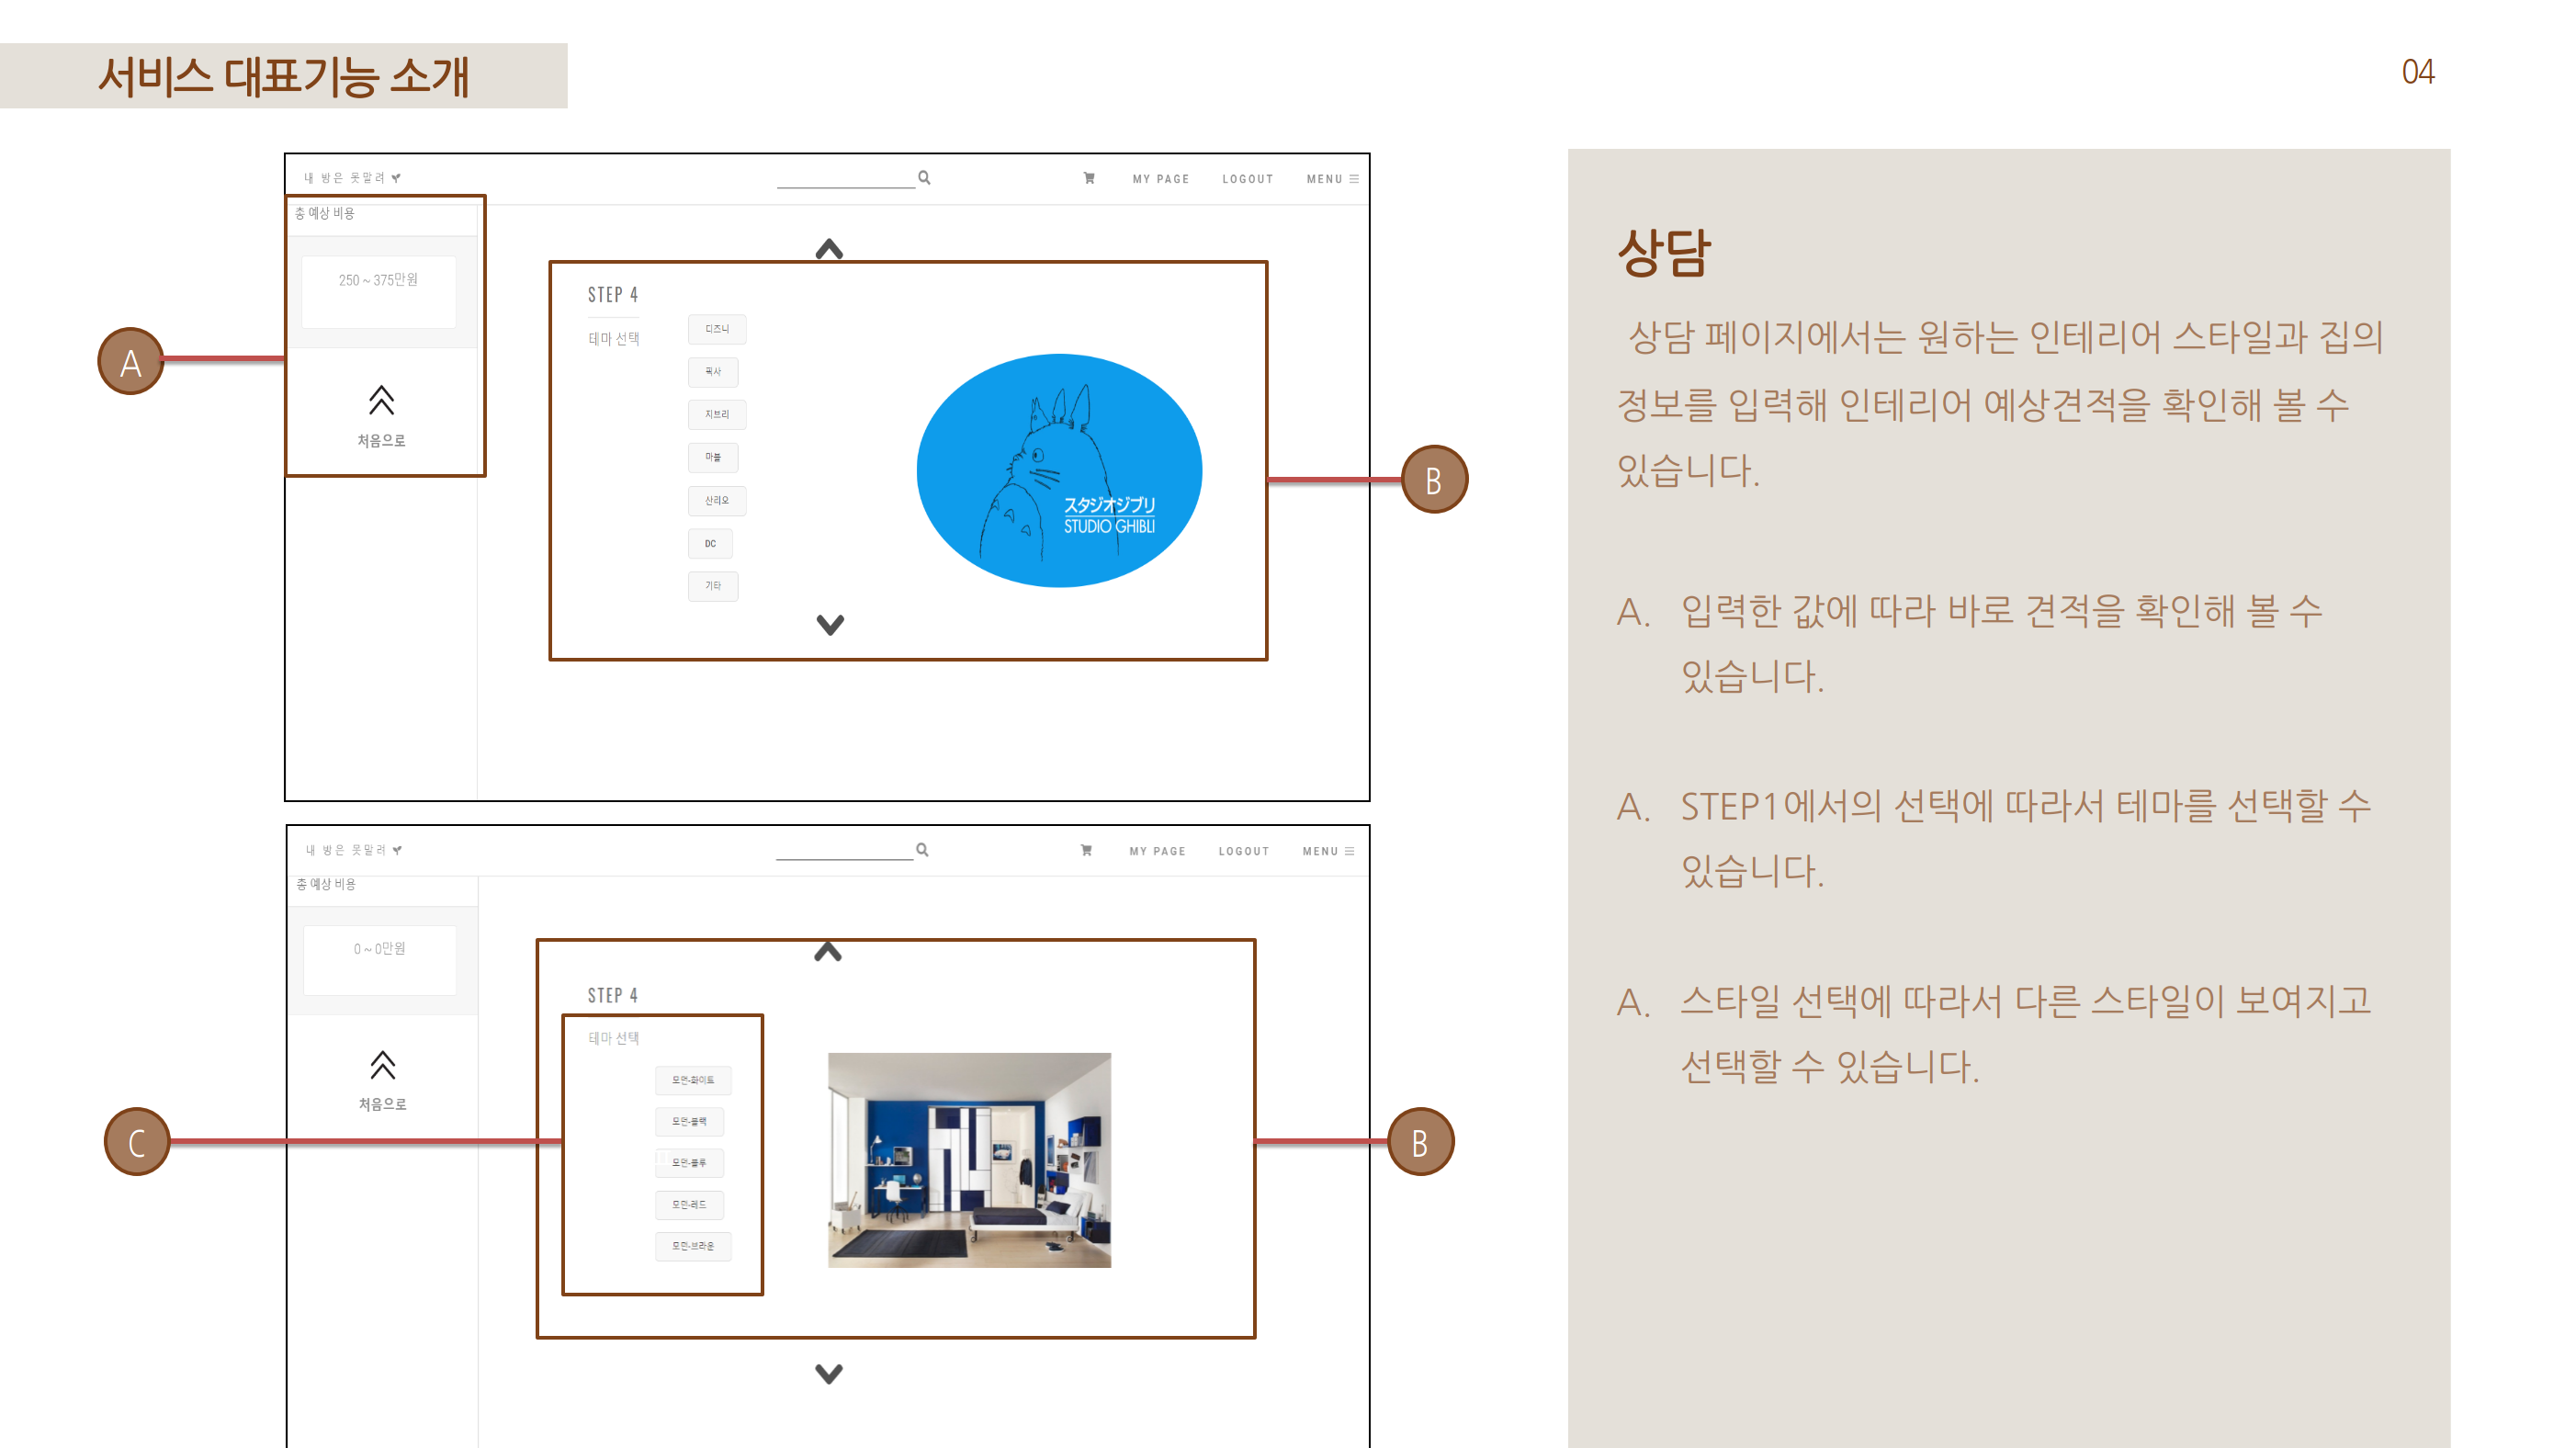 서비스 대표기능 소개
04
내 방은 못말려
MY PAGE
LOGOUT
MENU
총 예상 비용
250 ~ 375만원
처음으로
STEP 4
테마 선택
디즈니
픽사
지브리
마블
산리오
DC
기타
スタジオジブリ
STUDIO GHIBLI
A
B
내 방은 못말려
MY PAGE
LOGOUT
MENU
총 예상 비용
0 ~ 0만원
처음으로
STEP 4
테마 선택
모던-화이트
모던-블랙
모던-블루
모던-레드
모던-브라운
C
B
상담
상담 페이지에서는 원하는 인테리어 스타일과 집의
정보를 입력해 인테리어 예상견적을 확인해 볼 수
있습니다.
A. 입력한 값에 따라 바로 견적을 확인해 볼 수
있습니다.
A. STEP1에서의 선택에 따라서 테마를 선택할 수
있습니다.
A. 스타일 선택에 따라서 다른 스타일이 보여지고
선택할 수 있습니다.